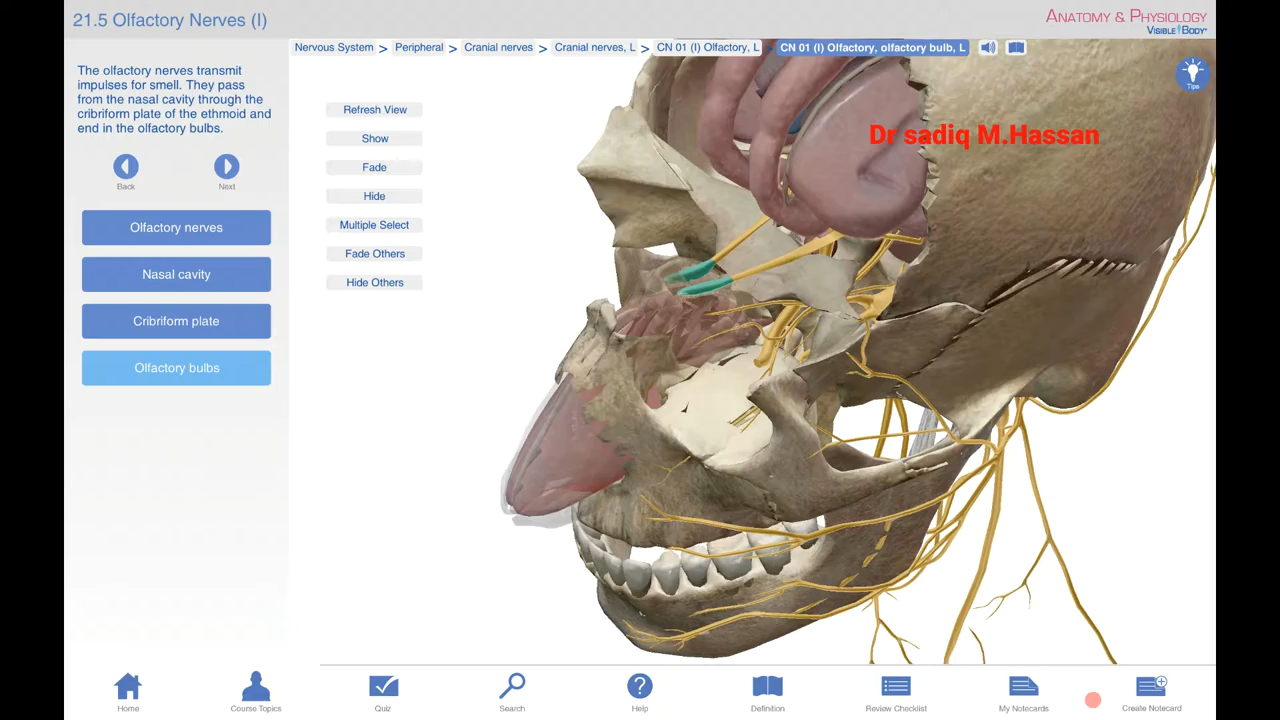 21.5 Olfactory Nerves (I)
ANATOMY & PHYSIOLOGY
VISIBLE BODY®
Nervous System > Peripheral > Cranial nerves > Cranial nerves, L > CN 01 (I) Olfactory, L > CN 01 (I) Olfactory, olfactory bulb, L
The olfactory nerves transmit
impulses for smell. They pass
from the nasal cavity through the
cribriform plate of the ethmoid and
end in the olfactory bulbs.
Back
Next
Olfactory nerves
Nasal cavity
Cribriform plate
Olfactory bulbs
Refresh View
Show
Fade
Hide
Multiple Select
Fade Others
Hide Others
Tips
Dr sadiq M.Hassan
Home
Course Topics
Quiz
Search
Help
Definition
Review Checklist
My Notecards
Create Notecard